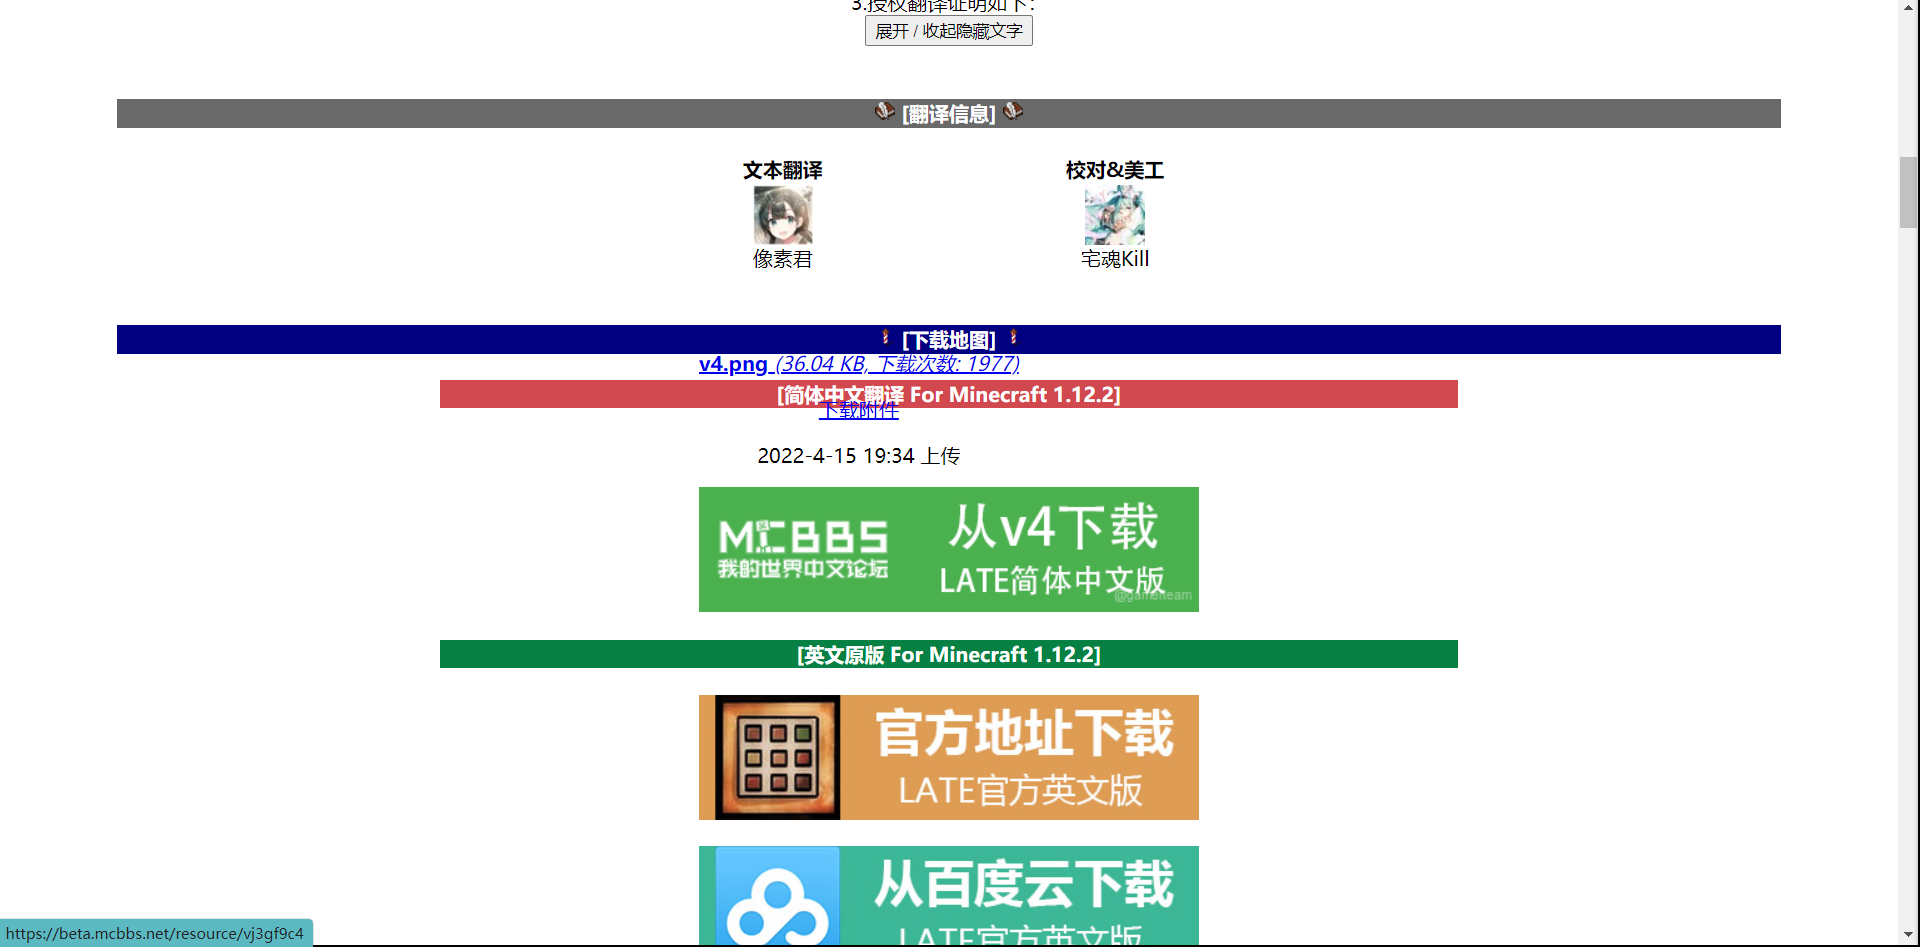 3.授权翻译证明如下：
展开 / 收起隐藏文字
[翻译信息]
文本翻译
校对&美工
像素君
宅魂Kill
[下载地图]
v4.png (36.04 KB, 下载次数: 1977)
[简体中文翻译 For Minecraft 1.12.2]
下载附件
2022-4-15 19:34 上传
MCBBS
我的世界中文论坛
从v4下载
LATE简体中文版
@gamerteam
[英文原版 For Minecraft 1.12.2]
官方地址下载
LATE官方英文版
从百度云下载
LATE官方英文版
https://beta.mcbbs.net/resource/vj3gf9c4